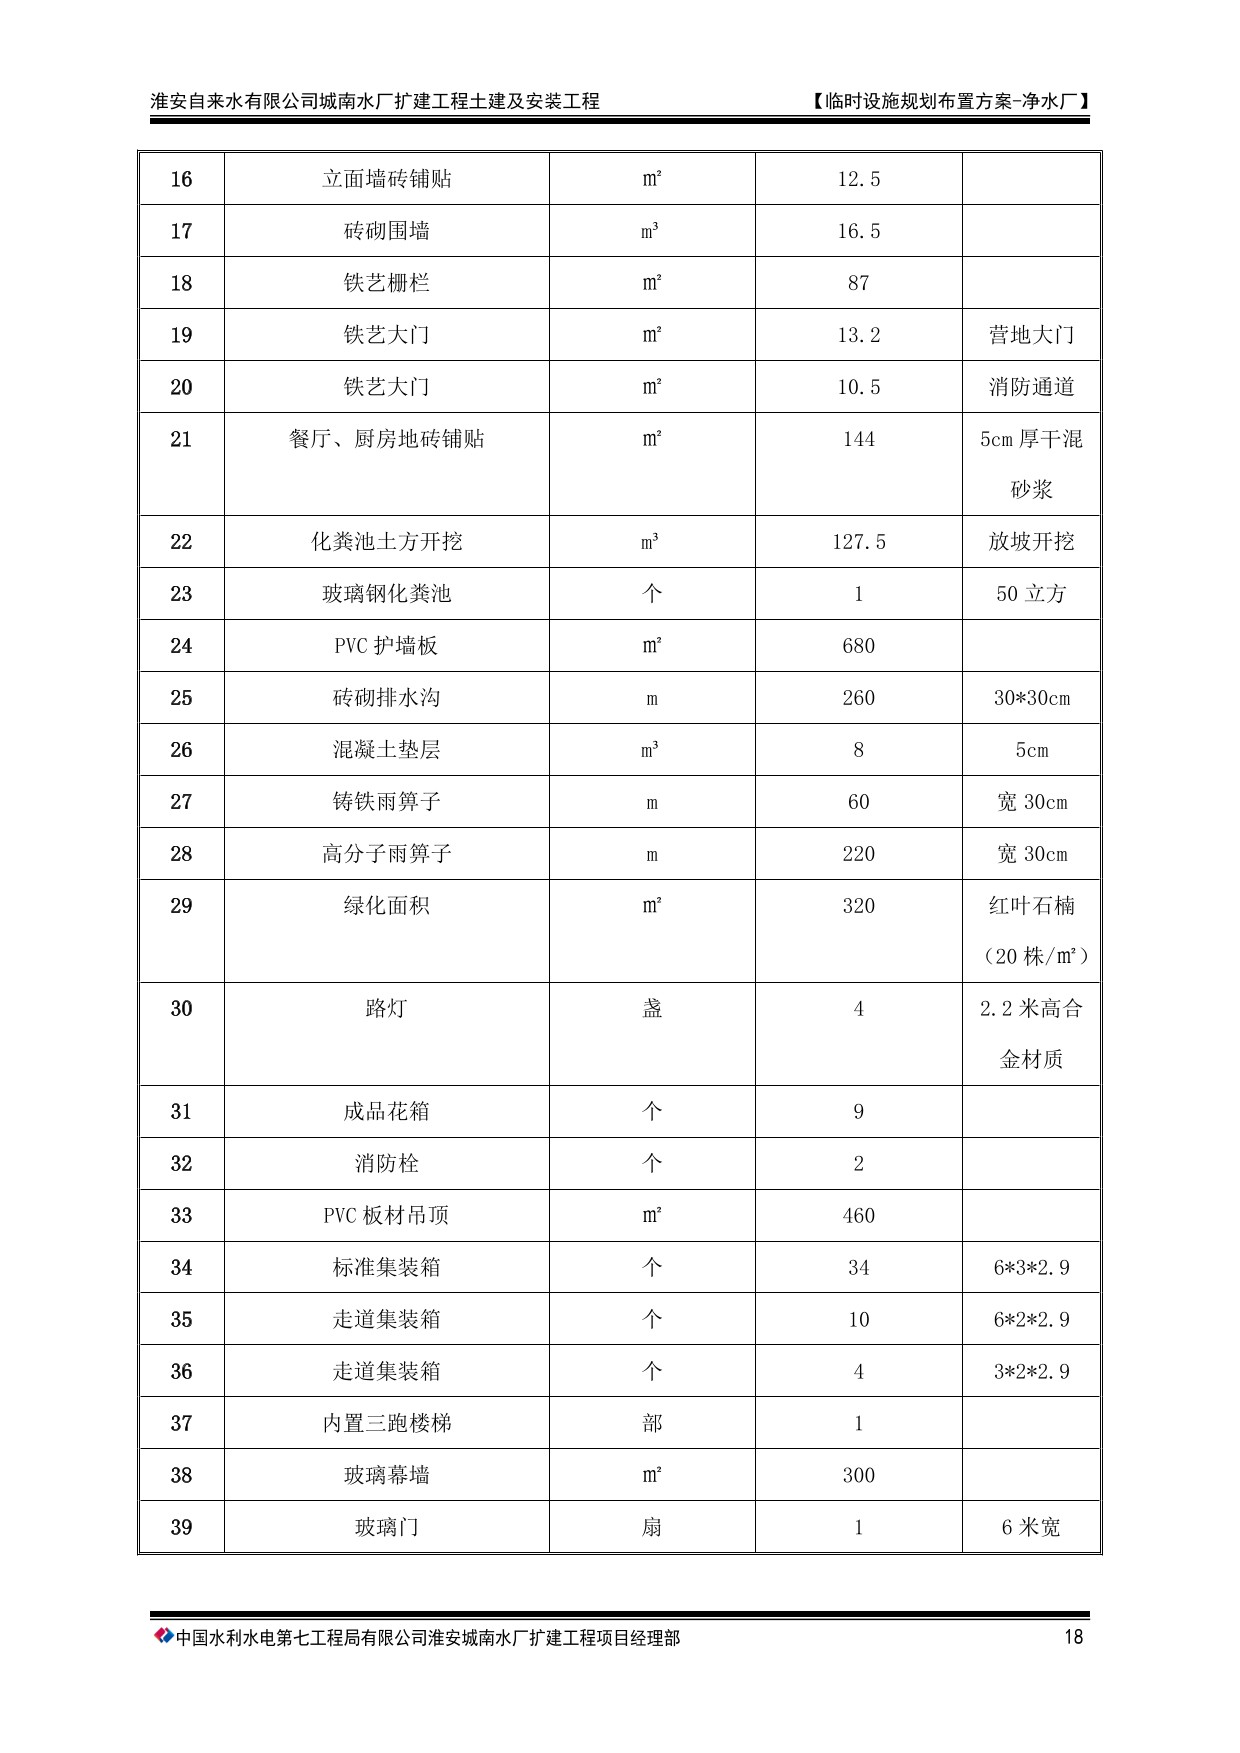 淮安自来水有限公司城南水厂扩建工程土建及安装工程 【临时设施规划布置方案-净水厂】
16 立面墙砖铺贴 ㎡ 12.5
17 砖砌围墙 m³ 16.5
18 铁艺栅栏 ㎡ 87
19 铁艺大门 ㎡ 13.2 营地大门
20 铁艺大门 ㎡ 10.5 消防通道
21 餐厅、厨房地砖铺贴 ㎡ 144 5cm 厚干混
砂浆
22 化粪池土方开挖 m³ 127.5 放坡开挖
23 玻璃钢化粪池 个 1 50 立方
24 PVC 护墙板 ㎡ 680
25 砖砌排水沟 m 260 30*30cm
26 混凝土垫层 m³ 8 5cm
27 铸铁雨箅子 m 60 宽 30cm
28 高分子雨箅子 m 220 宽 30cm
29 绿化面积 ㎡ 320 红叶石楠
（20 株/㎡）
30 路灯 盏 4 2.2 米高合
金材质
31 成品花箱 个 9
32 消防栓 个 2
33 PVC 板材吊顶 ㎡ 460
34 标准集装箱 个 34 6*3*2.9
35 走道集装箱 个 10 6*2*2.9
36 走道集装箱 个 4 3*2*2.9
37 内置三跑楼梯 部 1
38 玻璃幕墙 ㎡ 300
39 玻璃门 扇 1 6 米宽
中国水利水电第七工程局有限公司淮安城南水厂扩建工程项目经理部 18